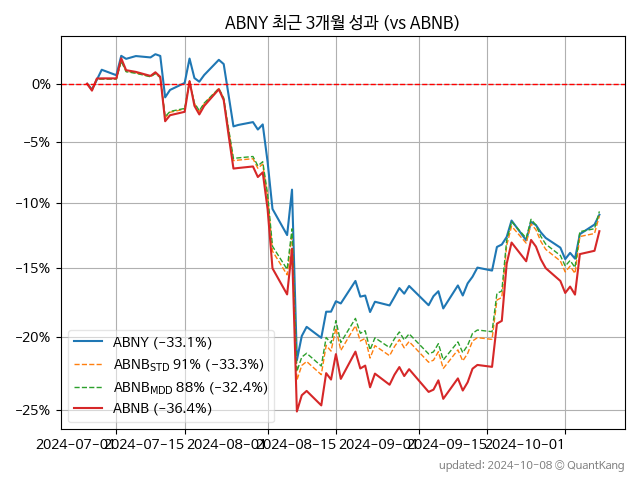 ABNY 최근 3개월 성과 (vs ABNB)
0%
−5%
−10%
−15%
−20%
−25%
ABNY (−33.1%)
ABNB_STD 91% (−33.3%)
ABNB_MDD 88% (−32.4%)
ABNB (−36.4%)
2024−07−01 2024−07−15 2024−08−01 2024−08−15 2024−09−01 2024−09−15 2024−10−01
updated: 2024-10-08 © QuantKang